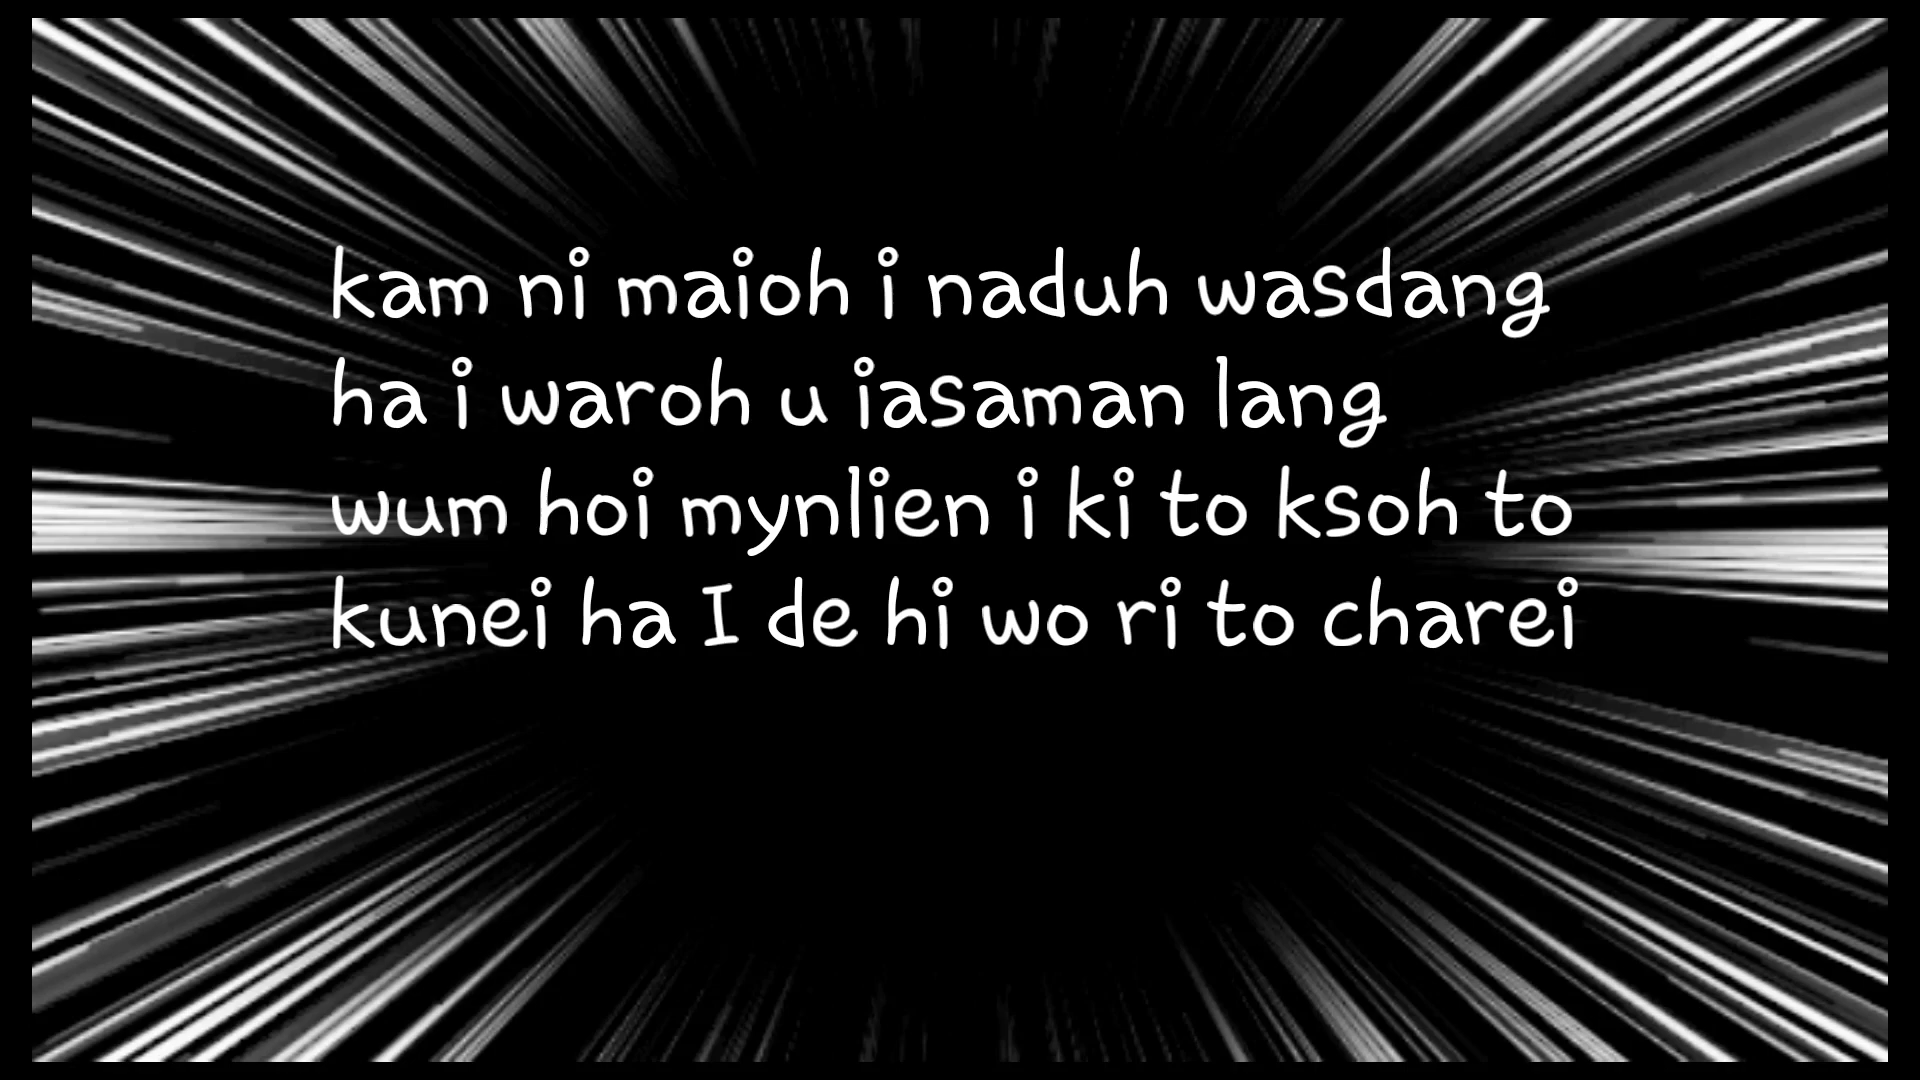 kam ni maioh i naduh wasdang
ha i waroh u iasaman lang
wum hoi mynlien i ki to ksoh to
kunei ha I de hi wo ri to charei